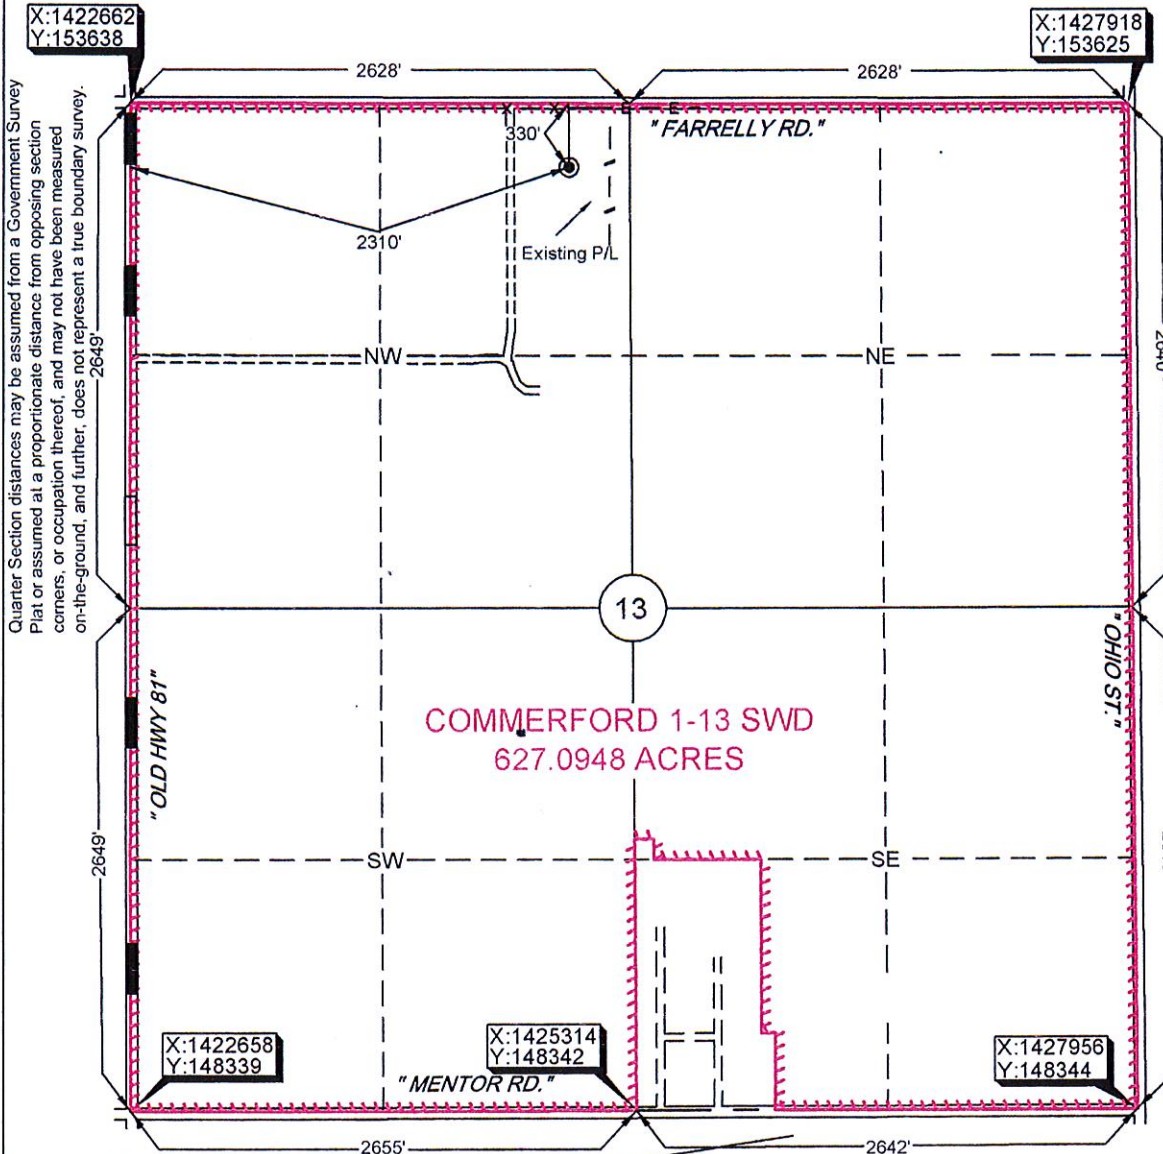 X:1422662
Y:153638
X:1427918
Y:153625
2628'
2628'
Quarter Section distances may be assumed from a Government Survey
Plat or assumed at a proportionate distance from opposing section
corners, or occupation thereof, and may not have been measured
on-the-ground, and further, does not represent a true boundary survey.
X
X
E
E
"FARRELLY RD."
330'
2310'
Existing P/L
2649'
NW
NE
13
"OLD HWY 81"
"OHIO ST."
COMMERFORD 1-13 SWD
627.0948 ACRES
2649'
SW
SE
X:1422658
Y:148339
X:1425314
Y:148342
X:1427956
Y:148344
"MENTOR RD."
2655'
2642'